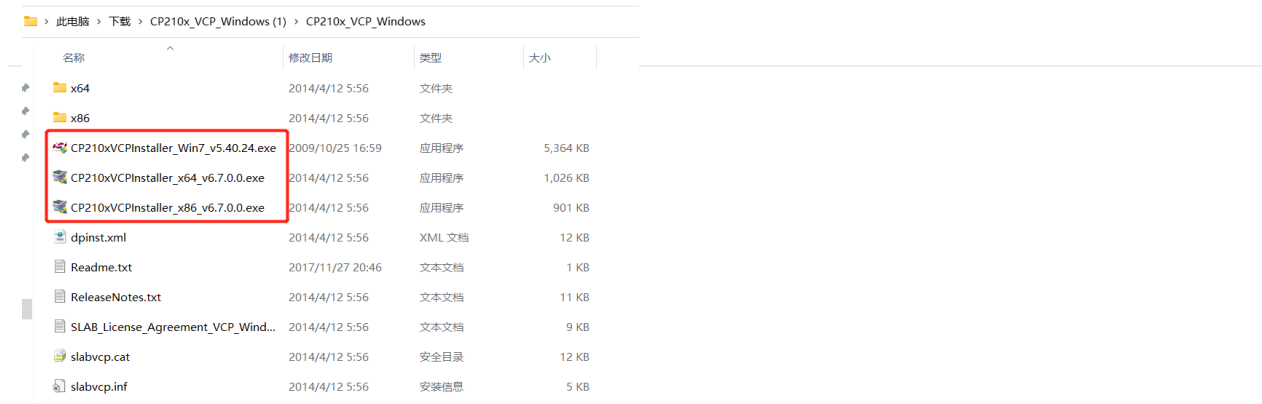 此电脑 > 下载 > CP210x_VCP_Windows (1) > CP210x_VCP_Windows
名称 修改日期 类型 大小
x64 2014/4/12 5:56 文件夹
x86 2014/4/12 5:56 文件夹
CP210xVCPInstaller_Win7_v5.40.24.exe 2009/10/25 16:59 应用程序 5,364 KB
CP210xVCPInstaller_x64_v6.7.0.0.exe 2014/4/12 5:56 应用程序 1,026 KB
CP210xVCPInstaller_x86_v6.7.0.0.exe 2014/4/12 5:56 应用程序 901 KB
dpinst.xml 2014/4/12 5:56 XML 文档 12 KB
Readme.txt 2017/11/27 20:46 文本文档 1 KB
ReleaseNotes.txt 2014/4/12 5:56 文本文档 11 KB
SLAB_License_Agreement_VCP_Wind... 2014/4/12 5:56 文本文档 9 KB
slabvcp.cat 2014/4/12 5:56 安全目录 12 KB
slabvcp.inf 2014/4/12 5:56 安装信息 5 KB